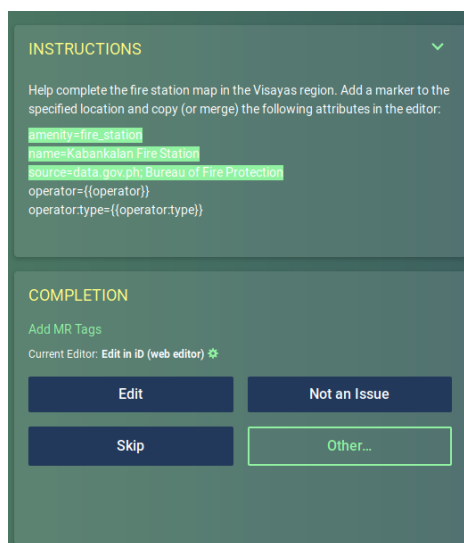 INSTRUCTIONS
Help complete the fire station map in the Visayas region. Add a marker to the
specified location and copy (or merge) the following attributes in the editor:
amenity=fire_station
name=Kabankalan Fire Station
source=data.gov.ph; Bureau of Fire Protection
operator={{operator}}
operator:type={{operator:type}}
COMPLETION
Add MR Tags
Current Editor: Edit in iD (web editor)
Edit
Not an Issue
Skip
Other...